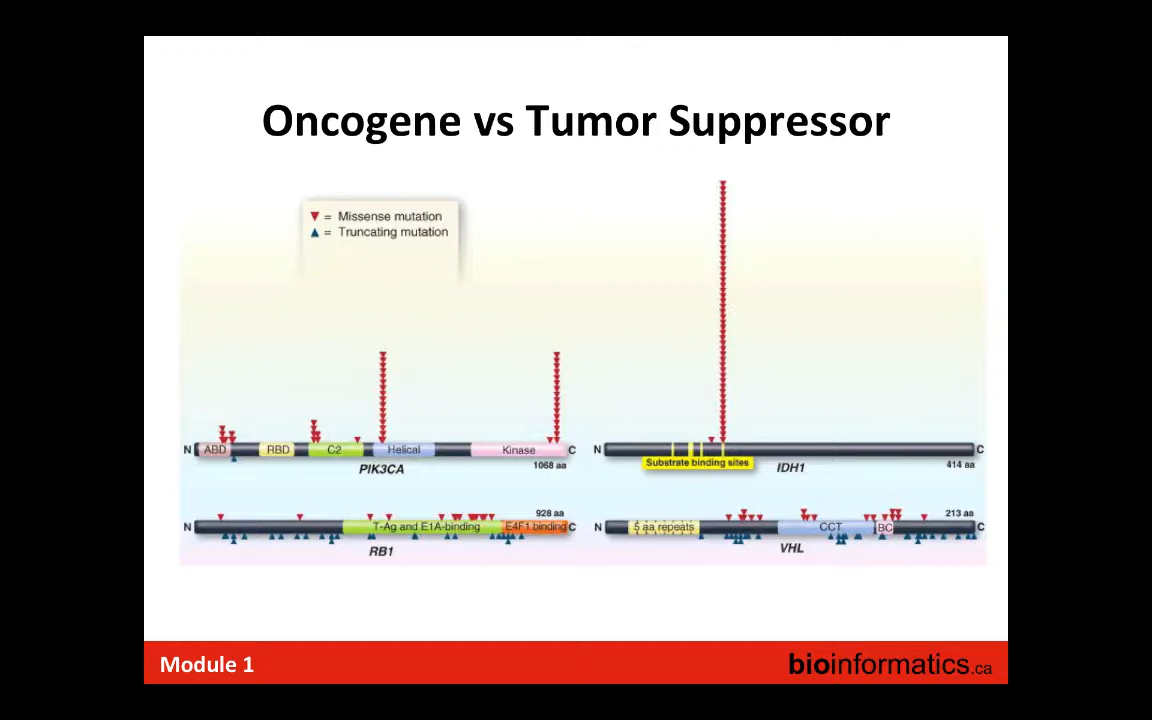 Oncogene vs Tumor Suppressor
= Missense mutation
= Truncating mutation
N ABD RBD C2 Helical Kinase C
PIK3CA
1068 aa
N C
Substrate binding sites
IDH1
414 aa
928 aa
N T-Ag and E1A-binding E4F1 binding C
RB1
213 aa
N 5 aa repeats CCT BC C
VHL
Module 1
bioinformatics.ca